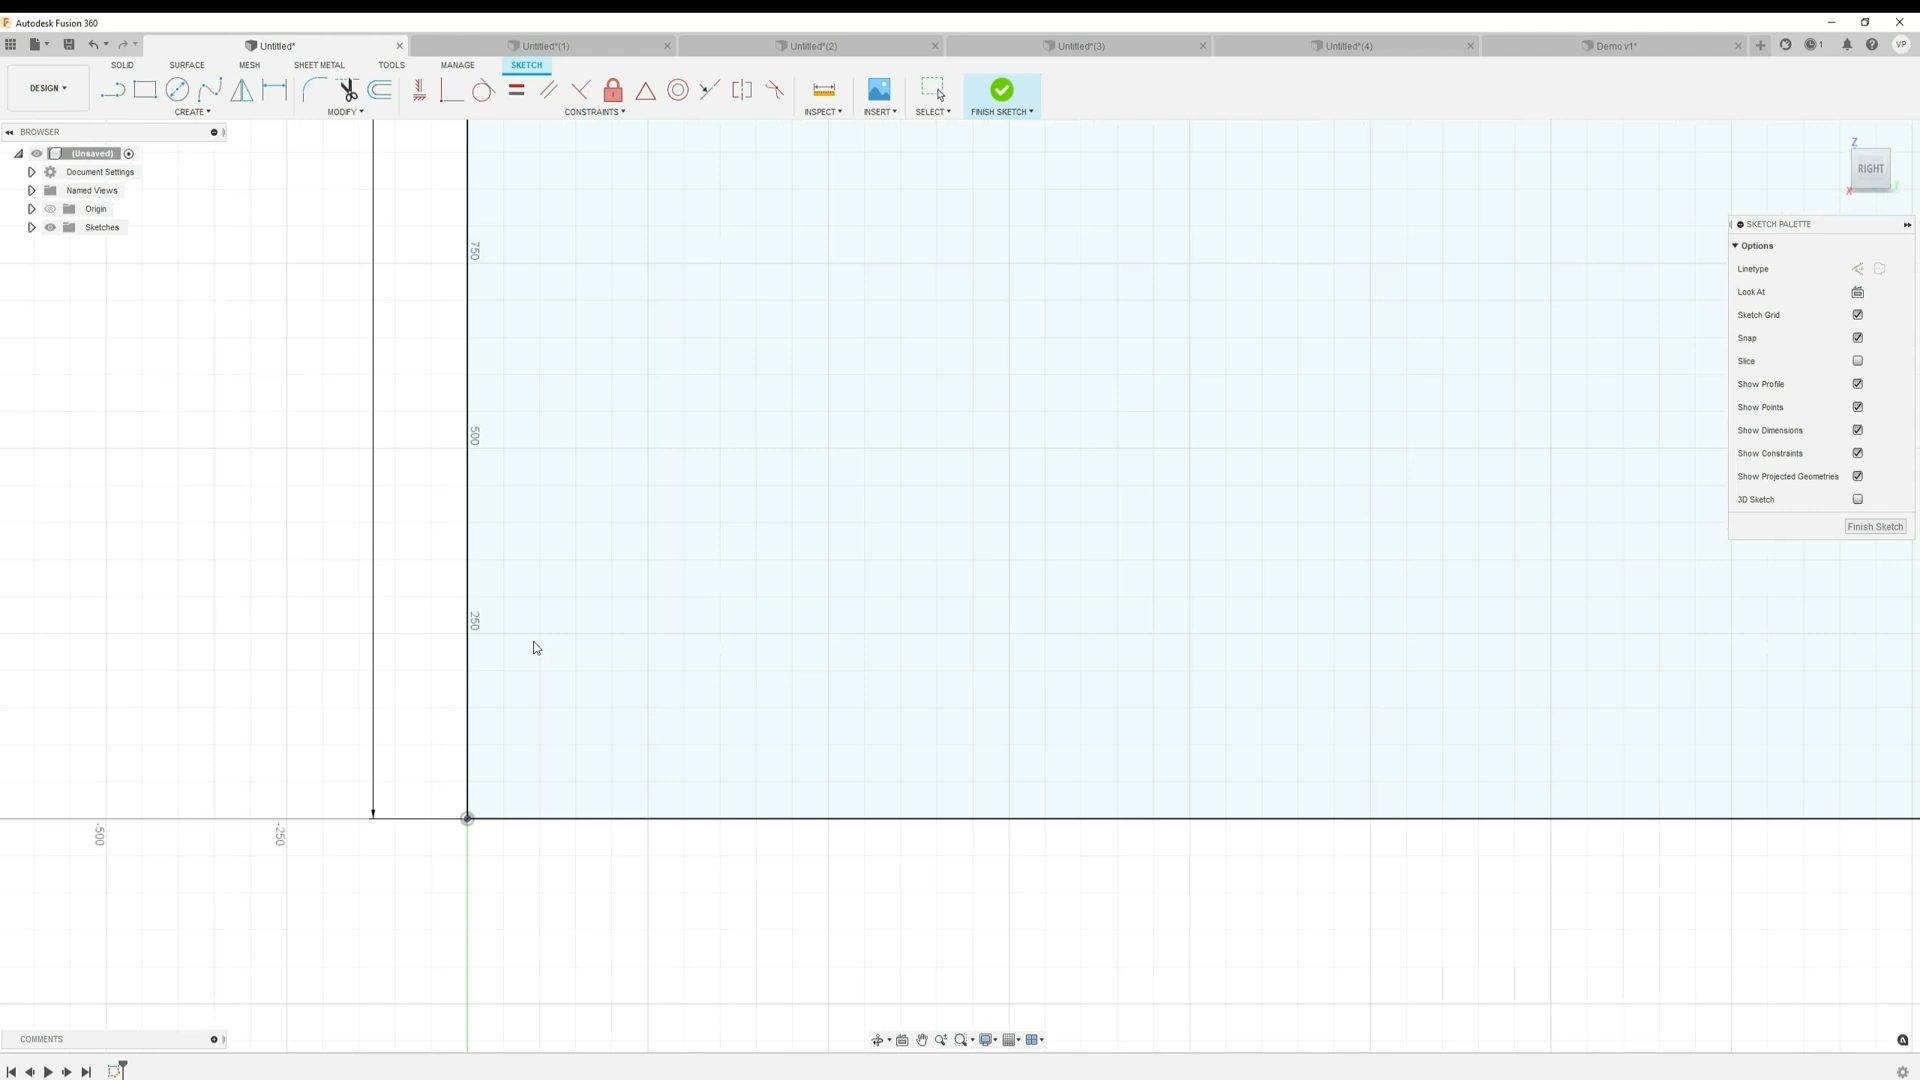 Autodesk Fusion 360
Untitled*
Untitled*(1)
Untitled*(2)
Untitled*(3)
Untitled*(4)
Demo v1*
1
VP
SOLID
SURFACE
MESH
SHEET METAL
TOOLS
MANAGE
SKETCH
DESIGN
CREATE
MODIFY
CONSTRAINTS
INSPECT
INSERT
SELECT
FINISH SKETCH
BROWSER
(Unsaved)
Document Settings
Named Views
Origin
Sketches
Z
RIGHT
X
Y
SKETCH PALETTE
Options
Linetype
Look At
Sketch Grid
Snap
Slice
Show Profile
Show Points
Show Dimensions
Show Constraints
Show Projected Geometries
3D Sketch
Finish Sketch
750
500
250
-500
-250
COMMENTS